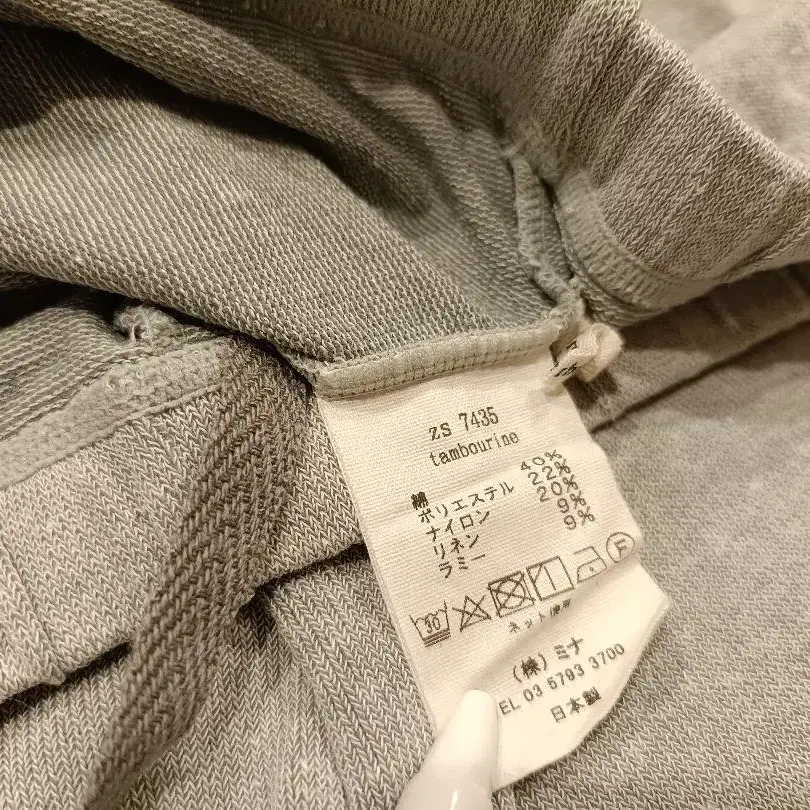 zs 7435
tambourine
綿 40%
ポリエステル 22%
ナイロン 20%
リネン 9%
ラミー 9%
30 F
ネット使用
(株)ミナ
EL 03 5793 3700
日本製